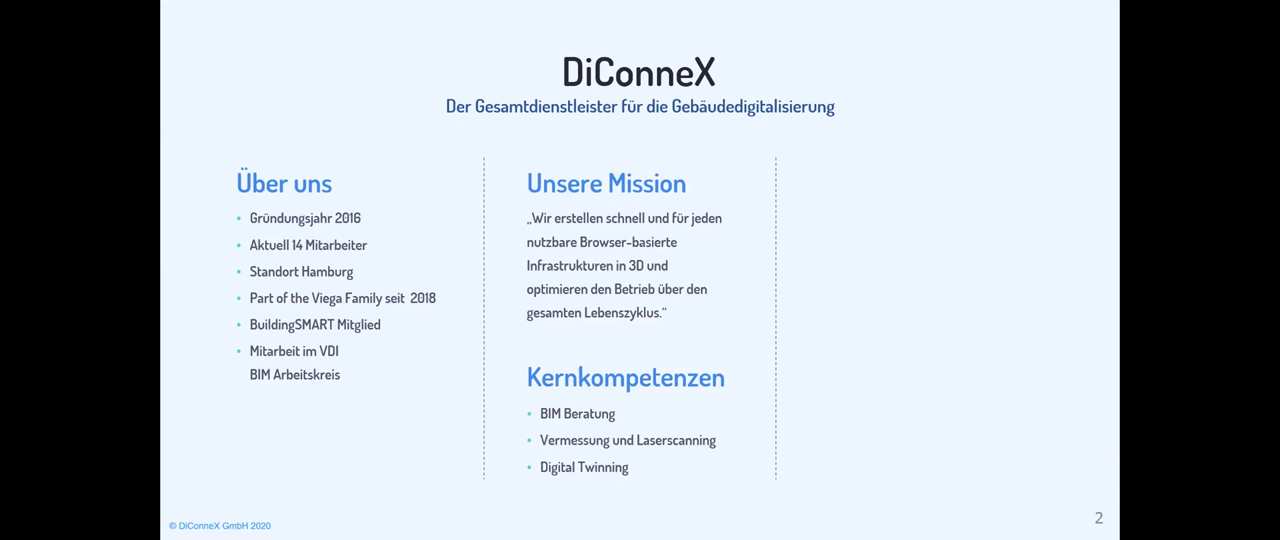 DiConneX
Der Gesamtdienstleister für die Gebäudedigitalisierung
Über uns
• Gründungsjahr 2016
• Aktuell 14 Mitarbeiter
• Standort Hamburg
• Part of the Viega Family seit 2018
• BuildingSMART Mitglied
• Mitarbeit im VDI
BIM Arbeitskreis
Unsere Mission
„Wir erstellen schnell und für jeden
nutzbare Browser-basierte
Infrastrukturen in 3D und
optimieren den Betrieb über den
gesamten Lebenszyklus.“
Kernkompetenzen
• BIM Beratung
• Vermessung und Laserscanning
• Digital Twinning
© DiConneX GmbH 2020
2